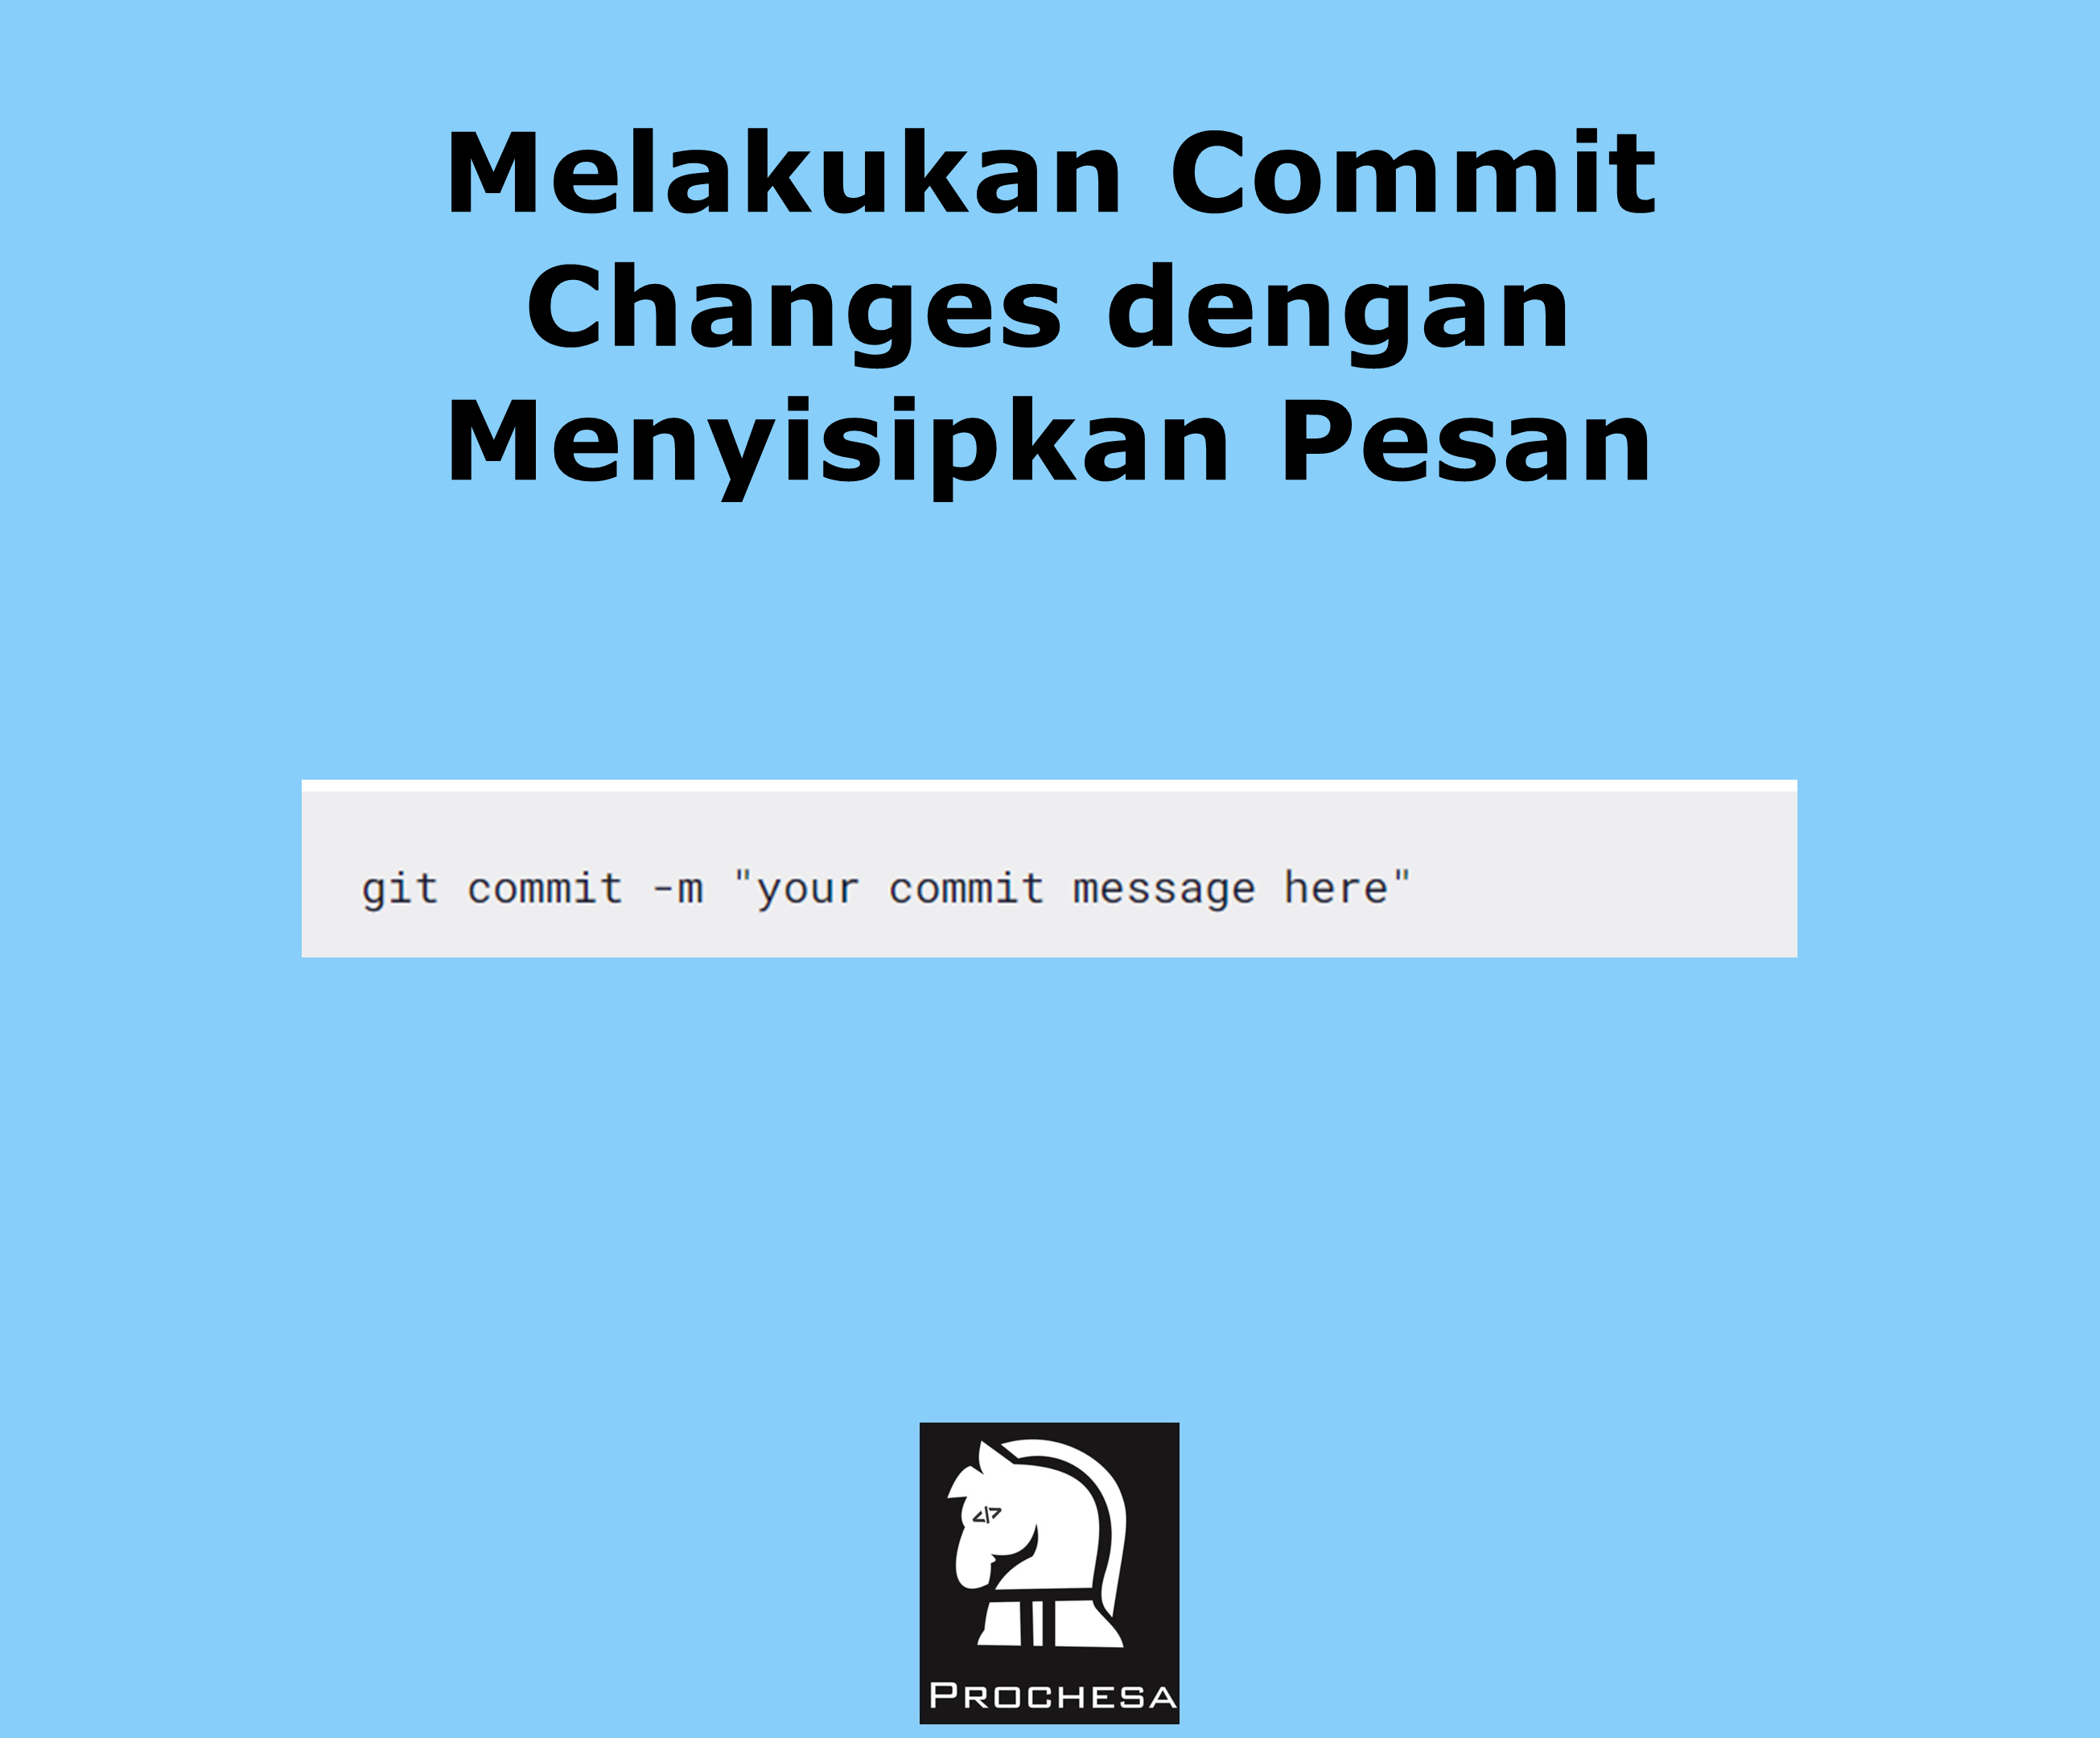 Melakukan Commit
Changes dengan
Menyisipkan Pesan
git commit -m "your commit message here"
</>
PROCHESA